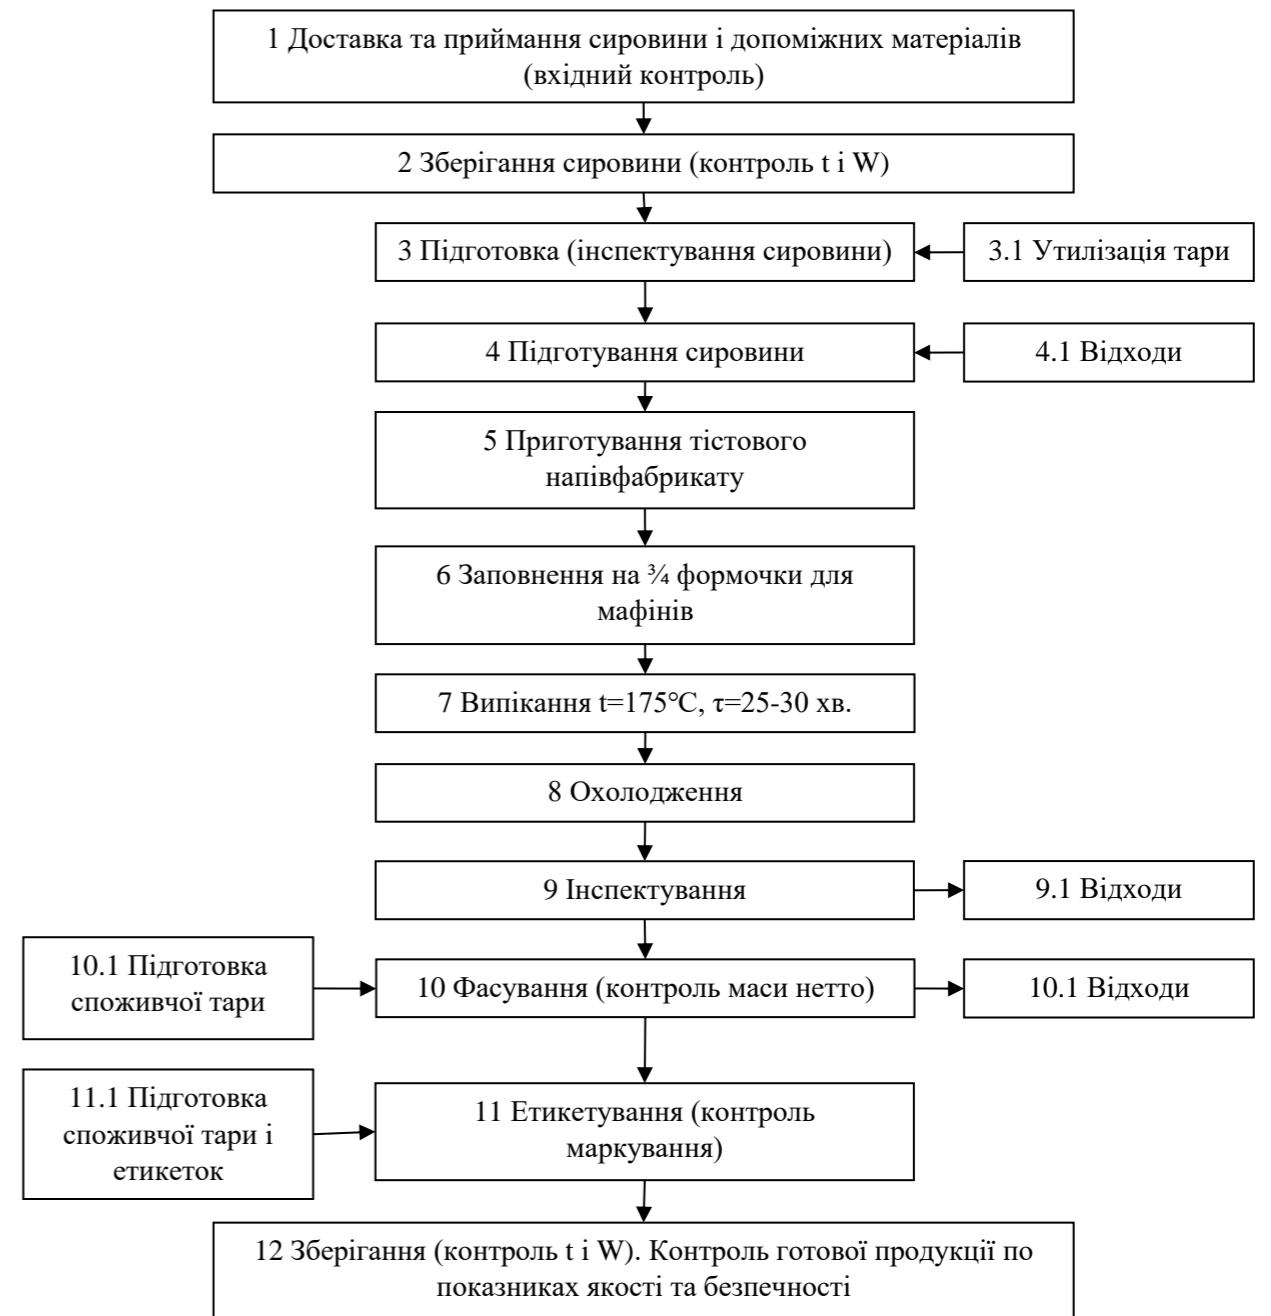 1 Доставка та приймання сировини і допоміжних матеріалів
(вхідний контроль)
2 Зберігання сировини (контроль t і W)
3 Підготовка (інспектування сировини)
3.1 Утилізація тари
4 Підготування сировини
4.1 Відходи
5 Приготування тістового
напівфабрикату
6 Заповнення на ¾ формочки для
мафінів
7 Випікання t=175℃, τ=25-30 хв.
8 Охолодження
9 Інспектування
9.1 Відходи
10.1 Підготовка
споживчої тари
10 Фасування (контроль маси нетто)
10.1 Відходи
11.1 Підготовка
споживчої тари і
етикеток
11 Етикетування (контроль
маркування)
12 Зберігання (контроль t і W). Контроль готової продукції по
показниках якості та безпечності